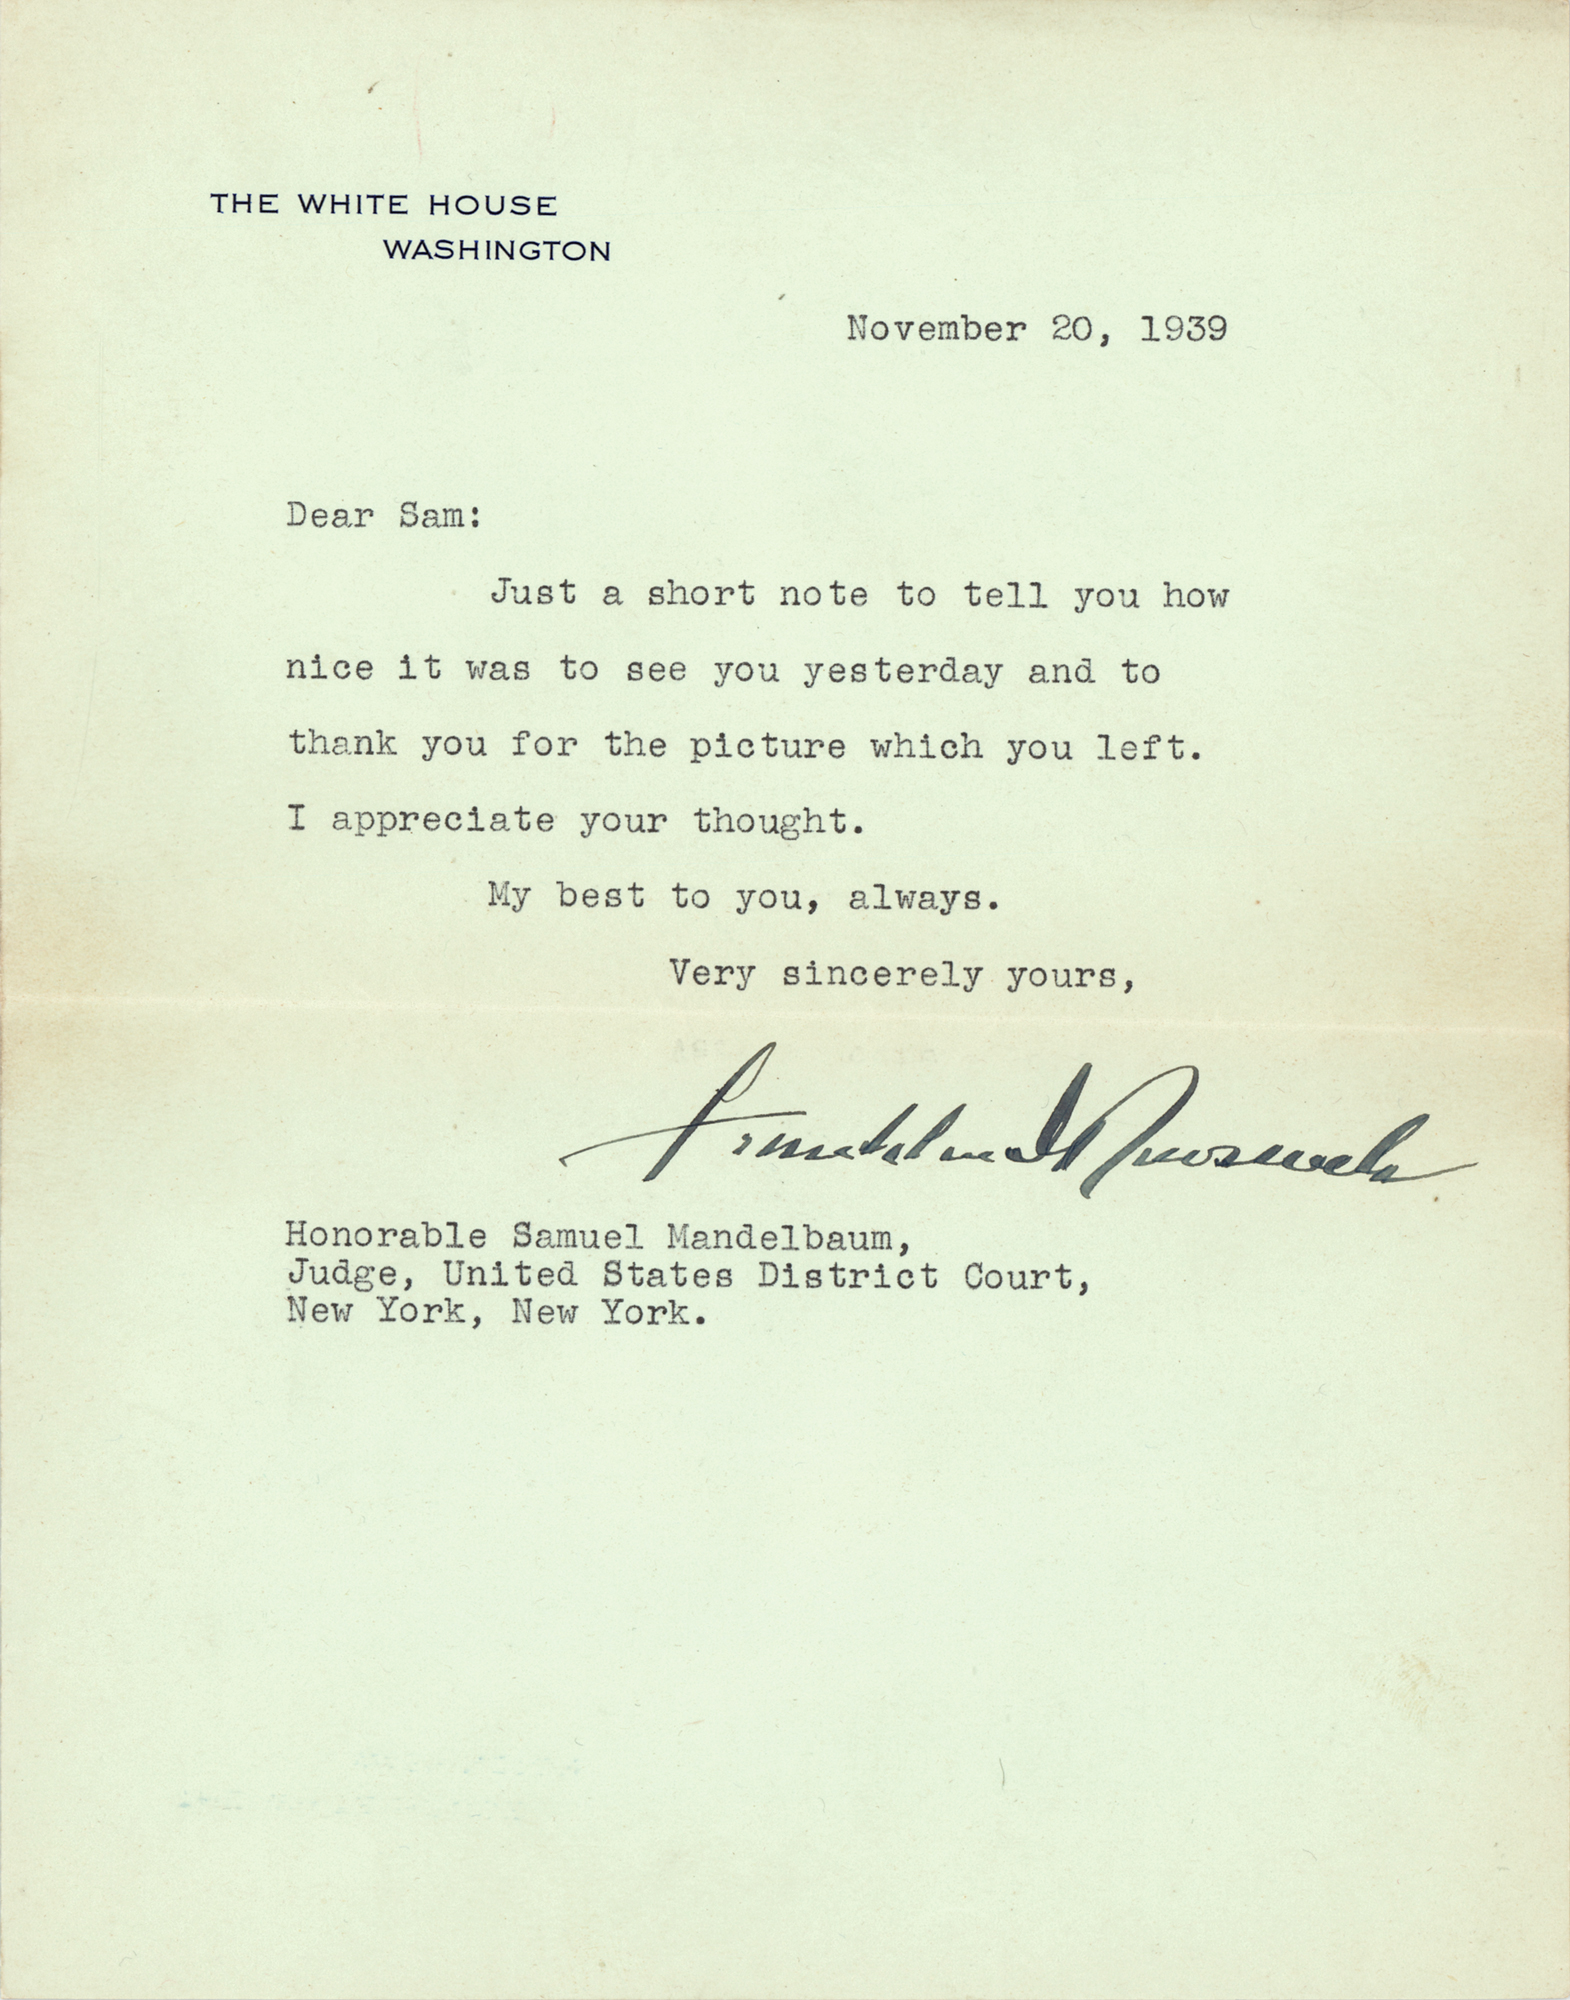 THE WHITE HOUSE
WASHINGTON
November 20, 1939
Dear Sam:
Just a short note to tell you how
nice it was to see you yesterday and to
thank you for the picture which you left.
I appreciate your thought.
My best to you, always.
Very sincerely yours,
Franklin D Roosevelt
Honorable Samuel Mandelbaum,
Judge, United States District Court,
New York, New York.